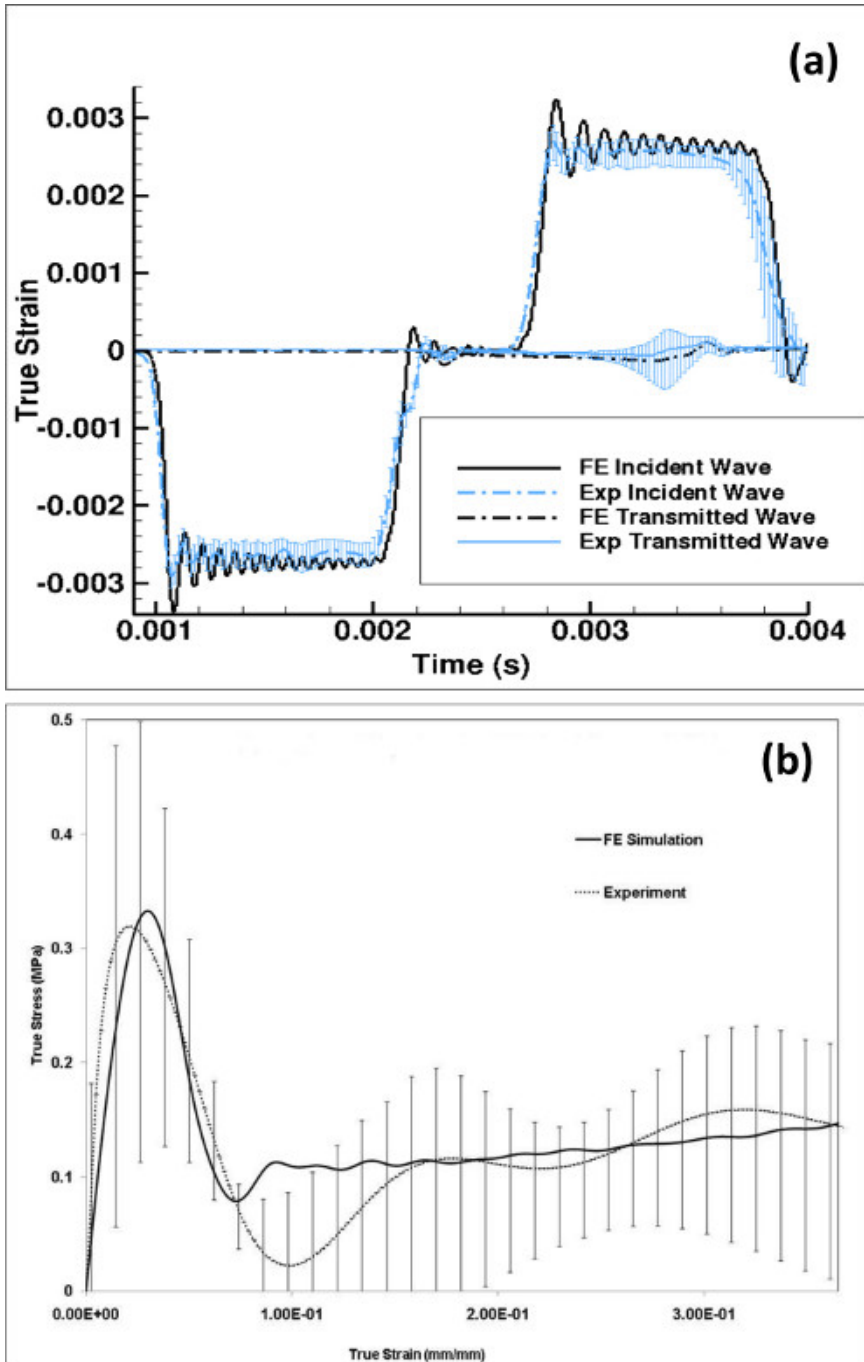 (a)
0.003
0.002
0.001
0
-0.001
-0.002
-0.003
True Strain
FE Incident Wave
Exp Incident Wave
FE Transmitted Wave
Exp Transmitted Wave
0.001 0.002 0.003 0.004
Time (s)
(b)
0.5
0.4
0.3
0.2
0.1
0
True Stress (MPa)
FE Simulation
Experiment
0.00E+00 1.00E-01 2.00E-01 3.00E-01
True Strain (mm/mm)